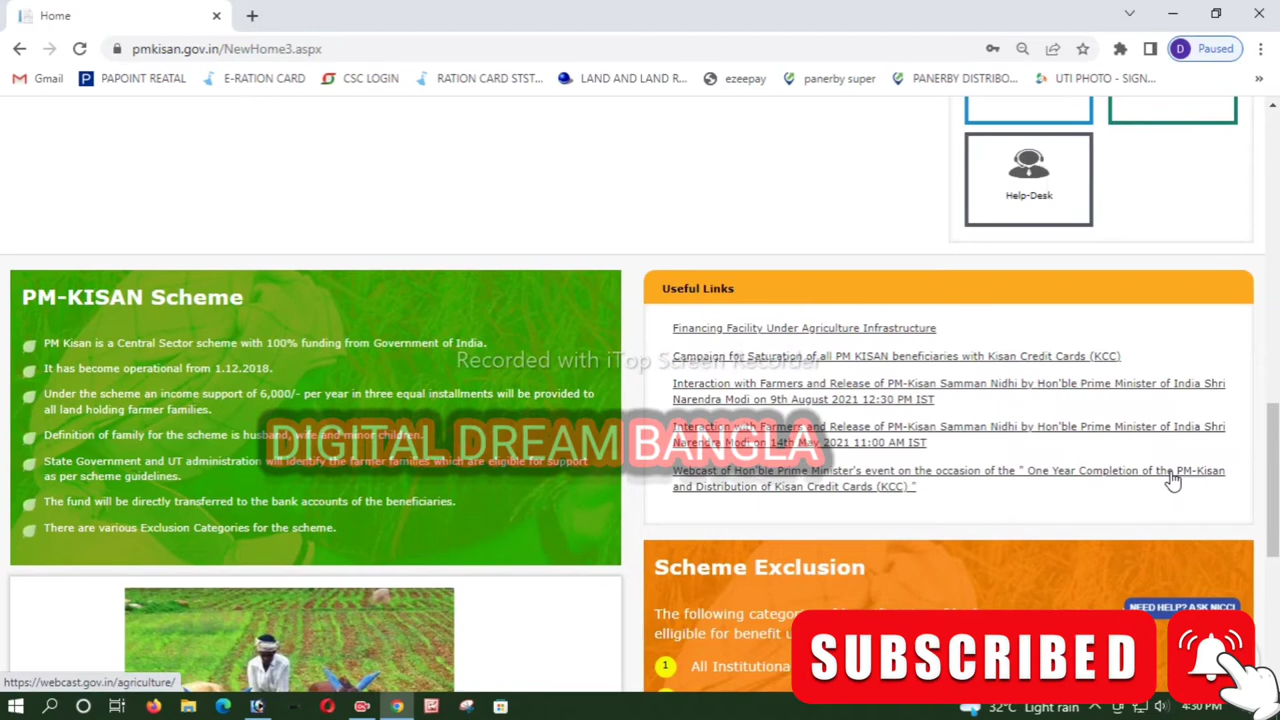 Home
pmkisan.gov.in/NewHome3.aspx
D Paused
Gmail
PAPOINT REATAL
E-RATION CARD
CSC LOGIN
RATION CARD STST...
LAND AND LAND R...
ezeepay
panerby super
PANERBY DISTRIBO...
UTI PHOTO - SIGN...
Help-Desk
PM-KISAN Scheme
PM Kisan is a Central Sector scheme with 100% funding from Government of India.
It has become operational from 1.12.2018.
Under the scheme an income support of 6,000/- per year in three equal installments will be provided to
all land holding farmer families.
Definition of family for the scheme is husband, wife and minor children.
State Government and UT administration will identify the farmer families which are eligible for support
as per scheme guidelines.
The fund will be directly transferred to the bank accounts of the beneficiaries.
There are various Exclusion Categories for the scheme.
Useful Links
Financing Facility Under Agriculture Infrastructure
Campaign for Saturation of all PM KISAN beneficiaries with Kisan Credit Cards (KCC)
Interaction with Farmers and Release of PM-Kisan Samman Nidhi by Hon'ble Prime Minister of India Shri
Narendra Modi on 9th August 2021 12:30 PM IST
Interaction with Farmers and Release of PM-Kisan Samman Nidhi by Hon'ble Prime Minister of India Shri
Narendra Modi on 14th May 2021 11:00 AM IST
Webcast of Hon'ble Prime Minister's event on the occasion of the " One Year Completion of the PM-Kisan
and Distribution of Kisan Credit Cards (KCC) "
Recorded with iTop Screen Recorder
DIGITAL DREAM BANGLA
Scheme Exclusion
The following catego
elligible for benefit u
1 All Institutiona
NEED HELP? ASK NICCI
SUBSCRIBED
https://webcast.gov.in/agriculture/
32°C Light rain
4:30 PM